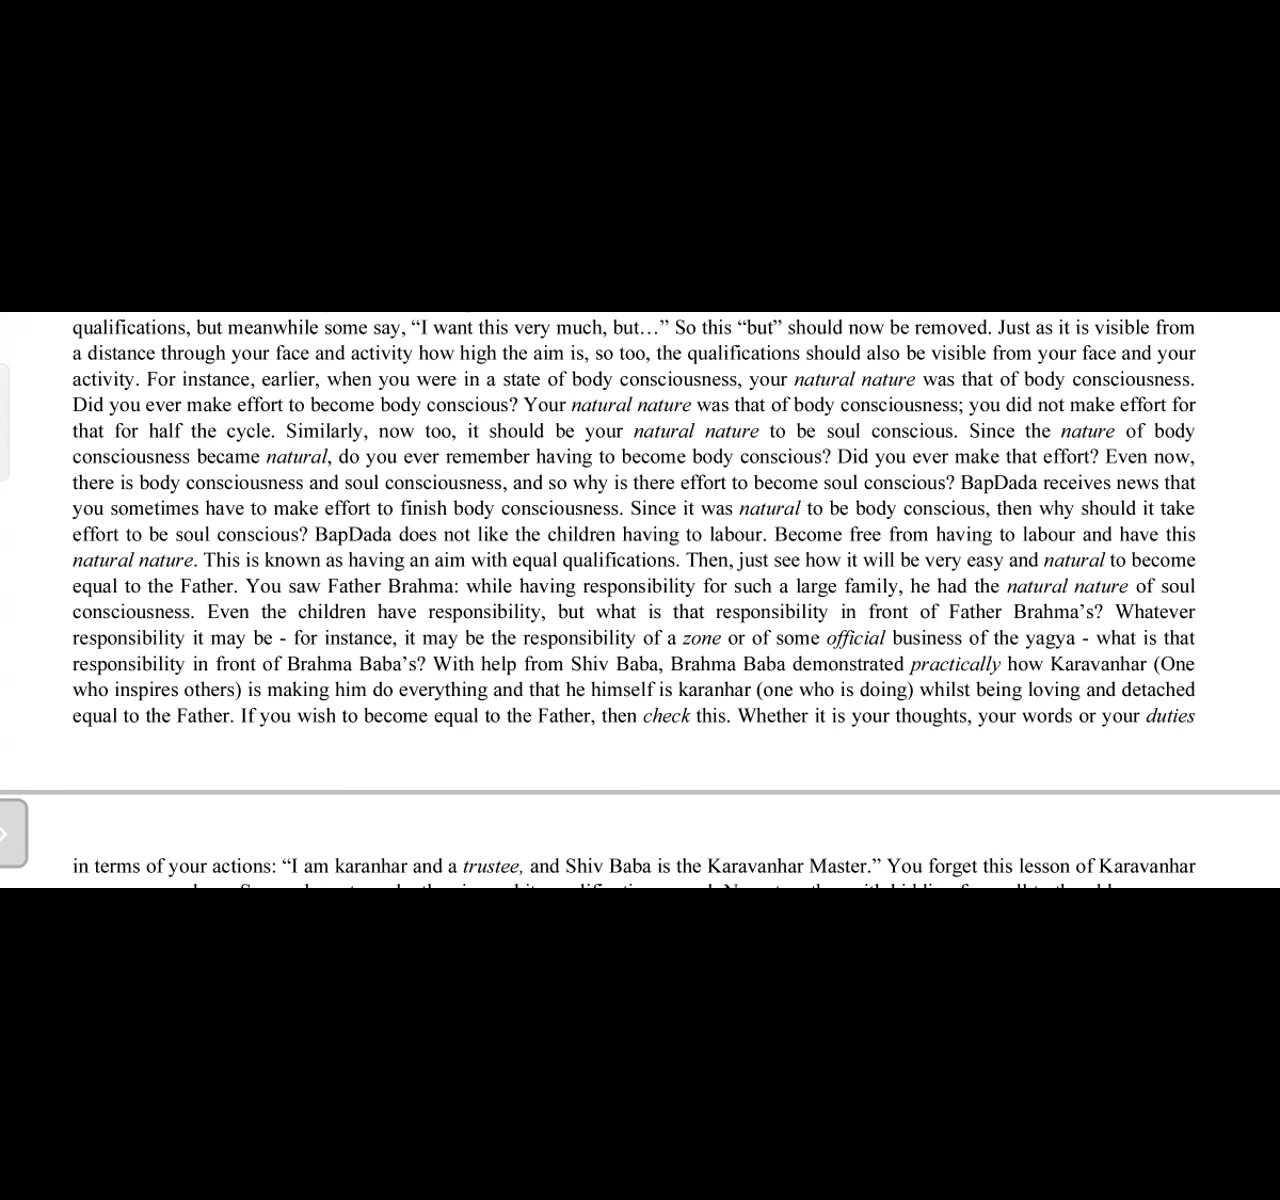 qualifications, but meanwhile some say, “I want this very much, but…” So this “but” should now be removed. Just as it is visible from
a distance through your face and activity how high the aim is, so too, the qualifications should also be visible from your face and your
activity. For instance, earlier, when you were in a state of body consciousness, your natural nature was that of body consciousness.
Did you ever make effort to become body conscious? Your natural nature was that of body consciousness; you did not make effort for
that for half the cycle. Similarly, now too, it should be your natural nature to be soul conscious. Since the nature of body
consciousness became natural, do you ever remember having to become body conscious? Did you ever make that effort? Even now,
there is body consciousness and soul consciousness, and so why is there effort to become soul conscious? BapDada receives news that
you sometimes have to make effort to finish body consciousness. Since it was natural to be body conscious, then why should it take
effort to be soul conscious? BapDada does not like the children having to labour. Become free from having to labour and have this
natural nature. This is known as having an aim with equal qualifications. Then, just see how it will be very easy and natural to become
equal to the Father. You saw Father Brahma: while having responsibility for such a large family, he had the natural nature of soul
consciousness. Even the children have responsibility, but what is that responsibility in front of Father Brahma’s? Whatever
responsibility it may be - for instance, it may be the responsibility of a zone or of some official business of the yagya - what is that
responsibility in front of Brahma Baba’s? With help from Shiv Baba, Brahma Baba demonstrated practically how Karavanhar (One
who inspires others) is making him do everything and that he himself is karanhar (one who is doing) whilst being loving and detached
equal to the Father. If you wish to become equal to the Father, then check this. Whether it is your thoughts, your words or your duties
in terms of your actions: “I am karanhar and a trustee, and Shiv Baba is the Karavanhar Master.” You forget this lesson of Karavanhar